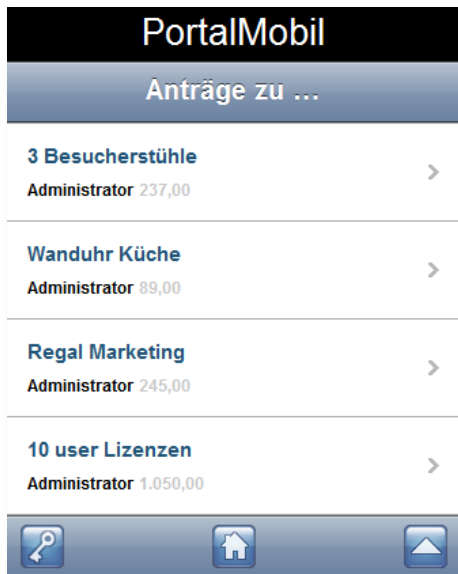 PortalMobil
Anträge zu ...
3 Besucherstühle
Administrator 237,00
Wanduhr Küche
Administrator 89,00
Regal Marketing
Administrator 245,00
10 user Lizenzen
Administrator 1.050,00